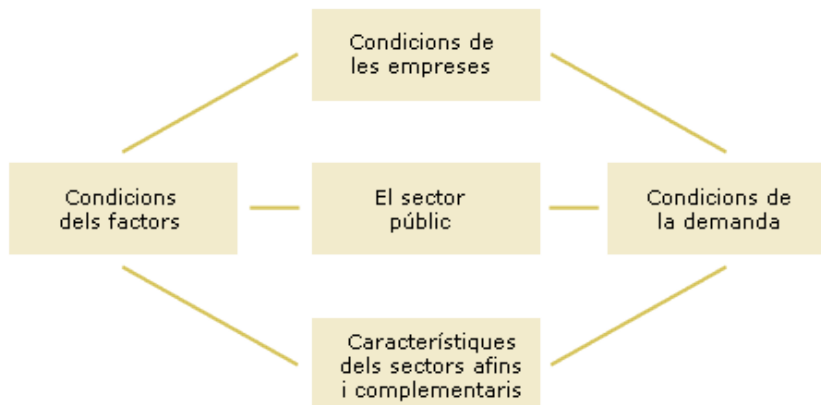 Condicions de
les empreses
Condicions
dels factors
El sector
públic
Condicions de
la demanda
Característiques
dels sectors afins
i complementaris